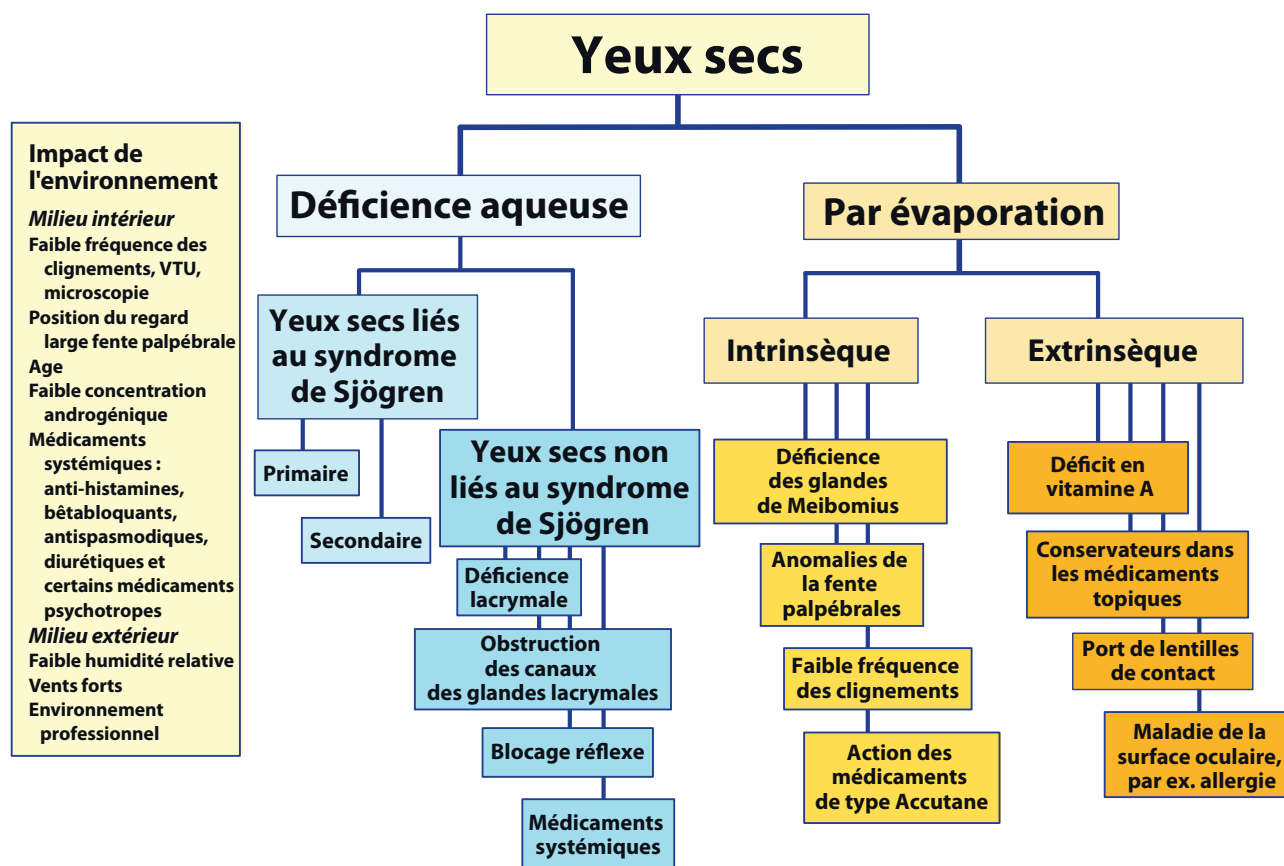 Yeux secs
Impact de
l'environnement
Milieu intérieur
Faible fréquence des
clignements, VTU,
microscopie
Position du regard
large fente palpébrale
Age
Faible concentration
androgénique
Médicaments
systémiques :
anti-histamines,
bêtabloquants,
antispasmodiques,
diurétiques et
certains médicaments
psychotropes
Milieu extérieur
Faible humidité relative
Vents forts
Environnement
professionnel
Déficience aqueuse
Yeux secs liés
au syndrome
de Sjögren
Primaire
Secondaire
Yeux secs non
liés au syndrome
de Sjögren
Déficience
lacrymale
Obstruction
des canaux
des glandes lacrymales
Blocage réflexe
Médicaments
systémiques
Par évaporation
Intrinsèque
Déficience
des glandes
de Meibomius
Anomalies de
la fente
palpébrales
Faible fréquence
des clignements
Action des
médicaments
de type Accutane
Extrinsèque
Déficit en
vitamine A
Conservateurs dans
les médicaments
topiques
Port de lentilles
de contact
Maladie de la
surface oculaire,
par ex. allergie